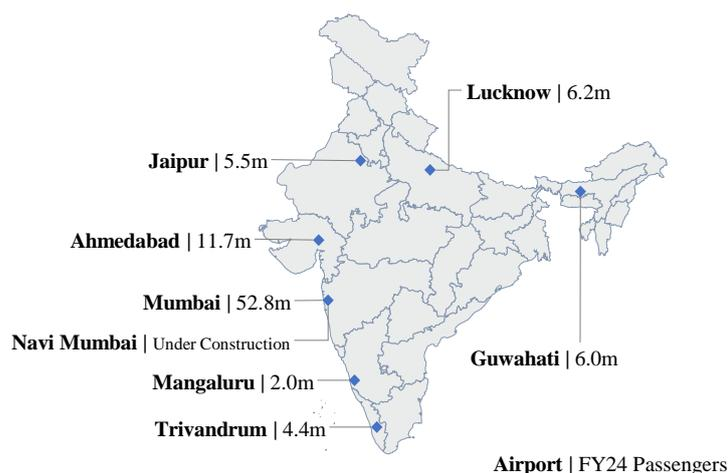 Lucknow | 6.2m
Jaipur | 5.5m
Ahmedabad | 11.7m
Mumbai | 52.8m
Navi Mumbai | Under Construction
Guwahati | 6.0m
Mangaluru | 2.0m
Trivandrum | 4.4m
Airport | FY24 Passengers